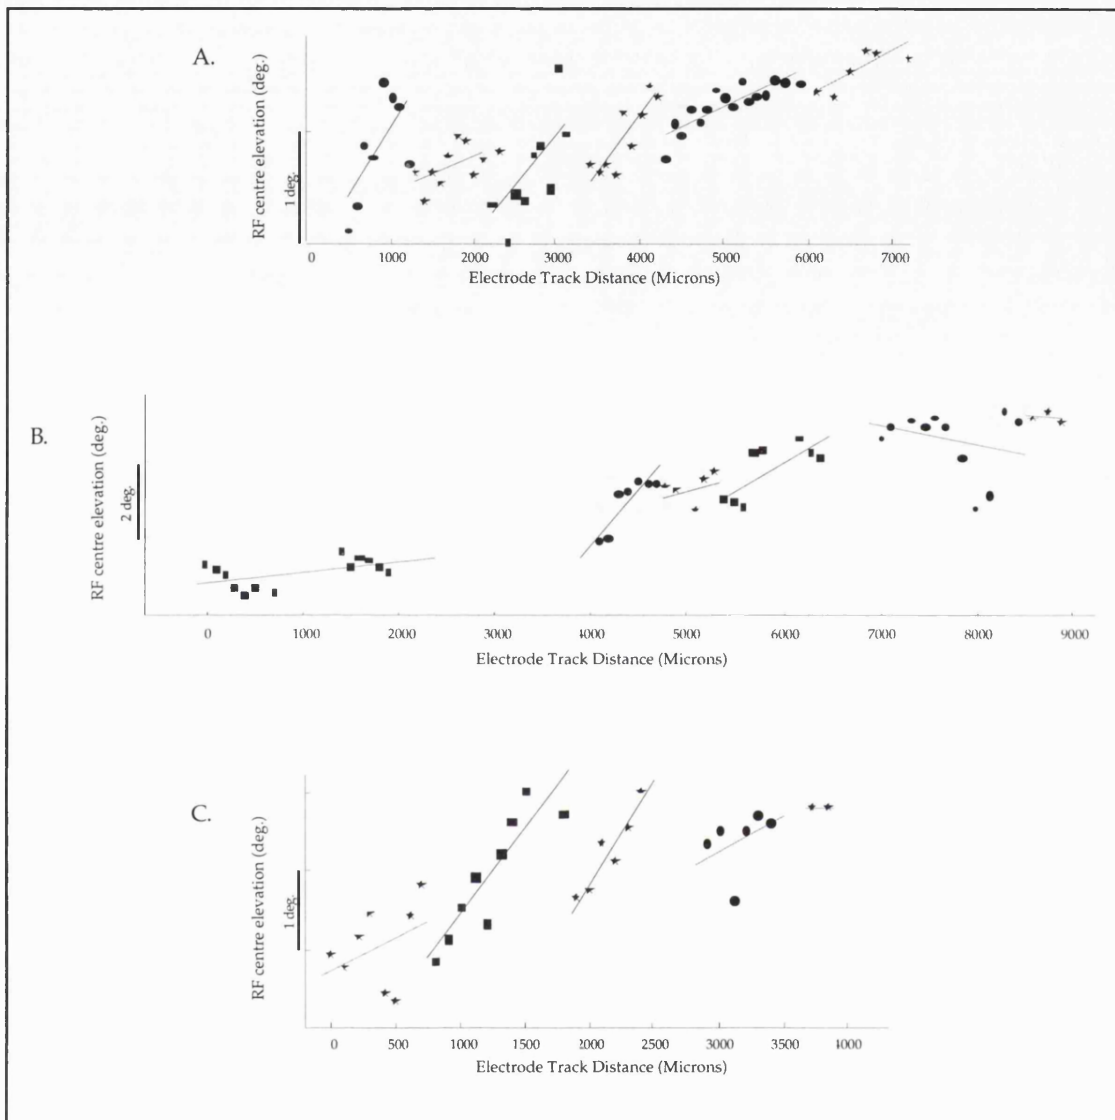 A.
RF centre elevation (deg.)
1 deg.
0 1000 2000 3000 4000 5000 6000 7000
Electrode Track Distance (Microns)
B.
RF centre elevation (deg.)
2 deg.
0 1000 2000 3000 4000 5000 6000 7000 8000 9000
Electrode Track Distance (Microns)
C.
RF centre elevation (deg.)
1 deg.
0 500 1000 1500 2000 2500 3000 3500 4000
Electrode Track Distance (Microns)